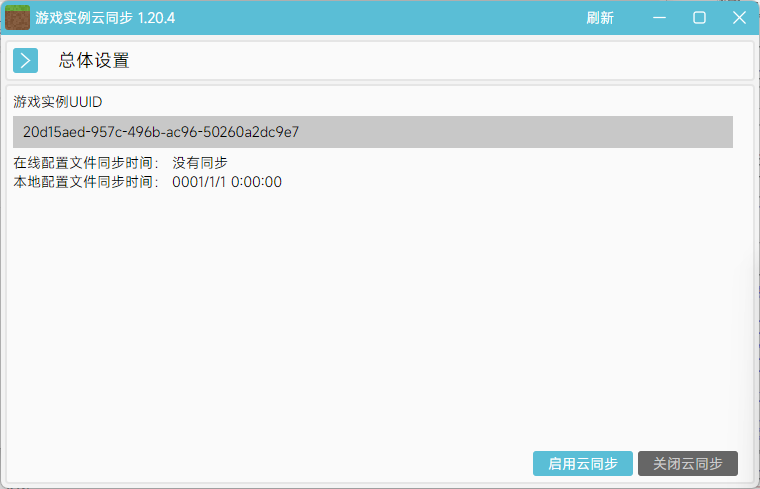 游戏实例云同步 1.20.4 刷新
总体设置
游戏实例UUID
20d15aed-957c-496b-ac96-50260a2dc9e7
在线配置文件同步时间： 没有同步
本地配置文件同步时间： 0001/1/1 0:00:00
启用云同步 关闭云同步